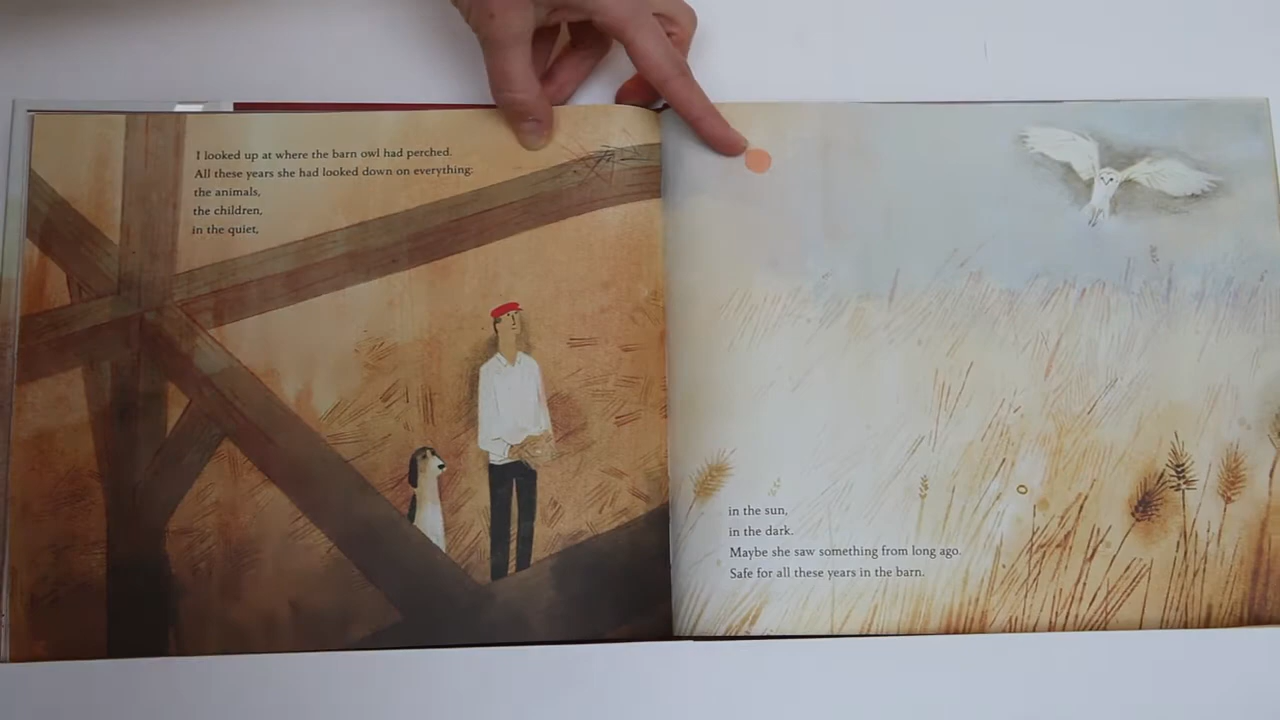 I looked up at where the barn owl had perched.
All these years she had looked down on everything:
the animals,
the children,
in the quiet,
in the sun,
in the dark.
Maybe she saw something from long ago.
Safe for all these years in the barn.